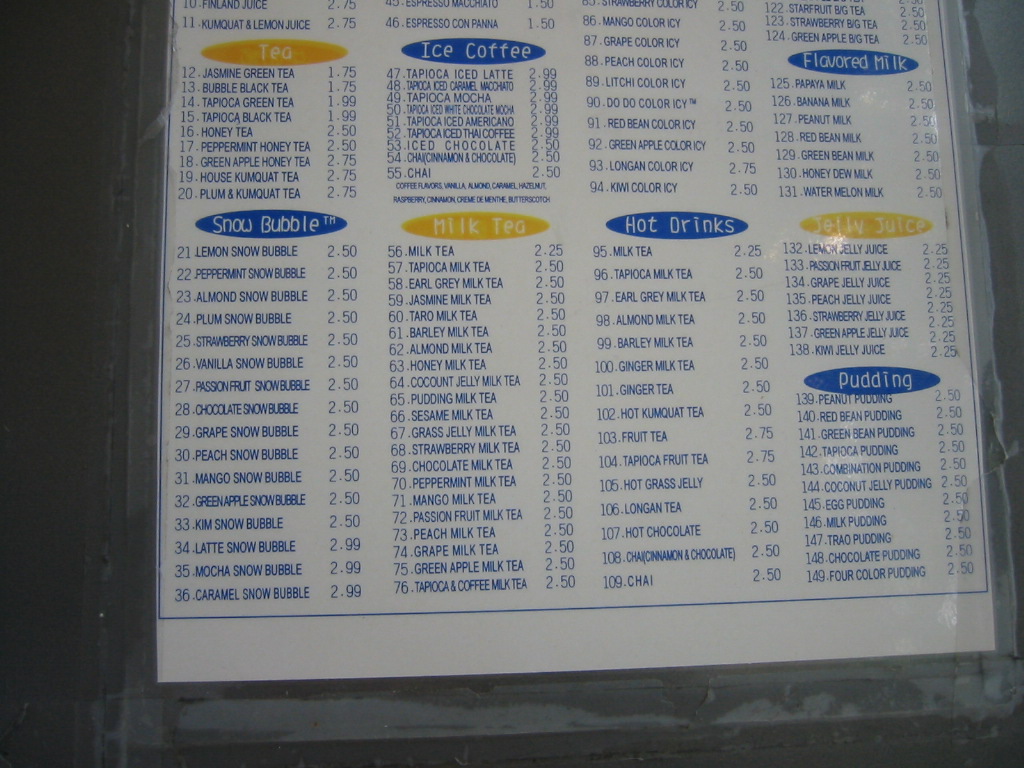 10.FINLAND JUICE 2.75
11.KUMQUAT & LEMON JUICE 2.75
Tea
12.JASMINE GREEN TEA 1.75
13.BUBBLE BLACK TEA 1.75
14.TAPIOCA GREEN TEA 1.99
15.TAPIOCA BLACK TEA 1.99
16.HONEY TEA 2.50
17.PEPPERMINT HONEY TEA 2.50
18.GREEN APPLE HONEY TEA 2.75
19.HOUSE KUMQUAT TEA 2.75
20.PLUM & KUMQUAT TEA 2.75
Snow Bubble™
21.LEMON SNOW BUBBLE 2.50
22.PEPPERMINT SNOW BUBBLE 2.50
23.ALMOND SNOW BUBBLE 2.50
24.PLUM SNOW BUBBLE 2.50
25.STRAWBERRY SNOW BUBBLE 2.50
26.VANILLA SNOW BUBBLE 2.50
27.PASSION FRUIT SNOW BUBBLE 2.50
28.CHOCOLATE SNOW BUBBLE 2.50
29.GRAPE SNOW BUBBLE 2.50
30.PEACH SNOW BUBBLE 2.50
31.MANGO SNOW BUBBLE 2.50
32.GREEN APPLE SNOW BUBBLE 2.50
33.KIM SNOW BUBBLE 2.50
34.LATTE SNOW BUBBLE 2.99
35.MOCHA SNOW BUBBLE 2.99
36.CARAMEL SNOW BUBBLE 2.99
45.ESPRESSO MACCHIATO 1.50
46.ESPRESSO CON PANNA 1.50
Ice Coffee
47.TAPIOCA ICED LATTE 2.99
48.TAPIOCA ICED CARAMEL MACCHIATO 2.99
49.TAPIOCA MOCHA 2.99
50.TAPIOCA ICED WHITE CHOCOLATE MOCHA 2.99
51.TAPIOCA ICED AMERICANO 2.99
52.TAPIOCA ICED THAI COFFEE 2.99
53.ICED CHOCOLATE 2.50
54.CHAI(CINNAMON & CHOCOLATE) 2.50
55.CHAI 2.50
COFFEE FLAVORS, VANILLA, ALMOND, CARAMEL, HAZELNUT,
RASPBERRY, CINNAMON, CREME DE MENTHE, BUTTERSCOTCH
Milk Tea
56.MILK TEA 2.25
57.TAPIOCA MILK TEA 2.50
58.EARL GREY MILK TEA 2.50
59.JASMINE MILK TEA 2.50
60.TARO MILK TEA 2.50
61.BARLEY MILK TEA 2.50
62.ALMOND MILK TEA 2.50
63.HONEY MILK TEA 2.50
64.COCOUNT JELLY MILK TEA 2.50
65.PUDDING MILK TEA 2.50
66.SESAME MILK TEA 2.50
67.GRASS JELLY MILK TEA 2.50
68.STRAWBERRY MILK TEA 2.50
69.CHOCOLATE MILK TEA 2.50
70.PEPPERMINT MILK TEA 2.50
71.MANGO MILK TEA 2.50
72.PASSION FRUIT MILK TEA 2.50
73.PEACH MILK TEA 2.50
74.GRAPE MILK TEA 2.50
75.GREEN APPLE MILK TEA 2.50
76.TAPIOCA & COFFEE MILK TEA 2.50
85.STRAWBERRY COLOR ICY 2.50
86.MANGO COLOR ICY 2.50
87.GRAPE COLOR ICY 2.50
88.PEACH COLOR ICY 2.50
89.LITCHI COLOR ICY 2.50
90.DO DO COLOR ICY™ 2.50
91.RED BEAN COLOR ICY 2.50
92.GREEN APPLE COLOR ICY 2.50
93.LONGAN COLOR ICY 2.75
94.KIWI COLOR ICY 2.50
Hot Drinks
95.MILK TEA 2.25
96.TAPIOCA MILK TEA 2.50
97.EARL GREY MILK TEA 2.50
98.ALMOND MILK TEA 2.50
99.BARLEY MILK TEA 2.50
100.GINGER MILK TEA 2.50
101.GINGER TEA 2.50
102.HOT KUMQUAT TEA 2.50
103.FRUIT TEA 2.75
104.TAPIOCA FRUIT TEA 2.75
105.HOT GRASS JELLY 2.50
106.LONGAN TEA 2.50
107.HOT CHOCOLATE 2.50
108.CHAI(CINNAMON & CHOCOLATE) 2.50
109.CHAI 2.50
122.STARFRUIT BIG TEA 2.50
123.STRAWBERRY BIG TEA 2.50
124.GREEN APPLE BIG TEA 2.50
Flavored Milk
125.PAPAYA MILK 2.50
126.BANANA MILK 2.50
127.PEANUT MILK 2.50
128.RED BEAN MILK 2.50
129.GREEN BEAN MILK 2.50
130.HONEY DEW MILK 2.50
131.WATER MELON MILK 2.50
Jelly Juice
132.LEMON JELLY JUICE 2.25
133.PASSION FRUIT JELLY JUICE 2.25
134.GRAPE JELLY JUICE 2.25
135.PEACH JELLY JUICE 2.25
136.STRAWBERRY JELLY JUICE 2.25
137.GREEN APPLE JELLY JUICE 2.25
138.KIWI JELLY JUICE 2.25
Pudding
139.PEANUT PUDDING 2.50
140.RED BEAN PUDDING 2.50
141.GREEN BEAN PUDDING 2.50
142.TAPIOCA PUDDING 2.50
143.COMBINATION PUDDING 2.50
144.COCONUT JELLY PUDDING 2.50
145.EGG PUDDING 2.50
146.MILK PUDDING 2.50
147.TRAO PUDDING 2.50
148.CHOCOLATE PUDDING 2.50
149.FOUR COLOR PUDDING 2.50